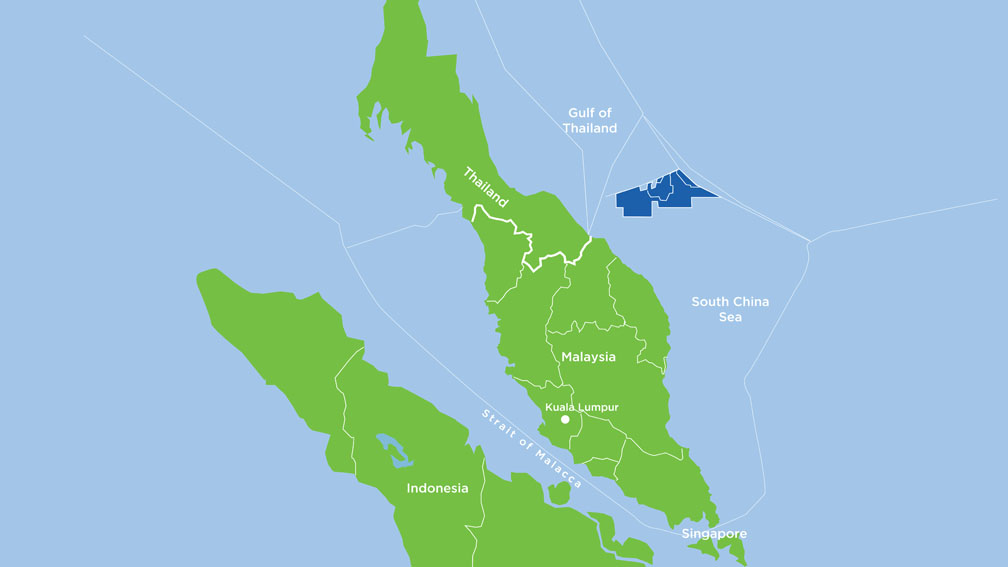 Gulf of
Thailand
Thailand
South China
Sea
Malaysia
Kuala Lumpur
Strait of Malacca
Indonesia
Singapore